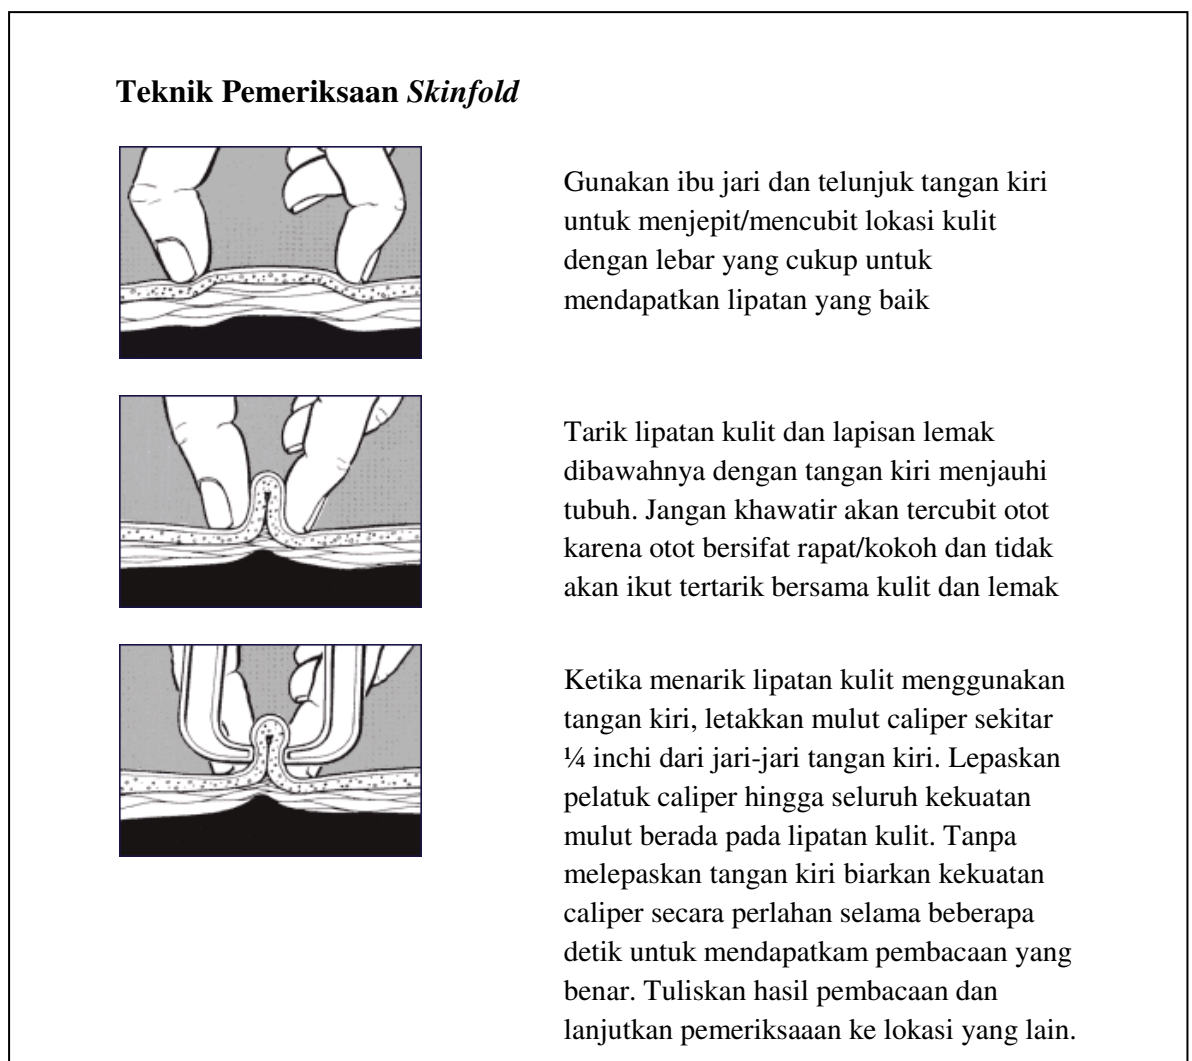 Teknik Pemeriksaan Skinfold
Gunakan ibu jari dan telunjuk tangan kiri
untuk menjepit/mencubit lokasi kulit
dengan lebar yang cukup untuk
mendapatkan lipatan yang baik
Tarik lipatan kulit dan lapisan lemak
dibawahnya dengan tangan kiri menjauhi
tubuh. Jangan khawatir akan tercubit otot
karena otot bersifat rapat/kokoh dan tidak
akan ikut tertarik bersama kulit dan lemak
Ketika menarik lipatan kulit menggunakan
tangan kiri, letakkan mulut caliper sekitar
¼ inchi dari jari-jari tangan kiri. Lepaskan
pelatuk caliper hingga seluruh kekuatan
mulut berada pada lipatan kulit. Tanpa
melepaskan tangan kiri biarkan kekuatan
caliper secara perlahan selama beberapa
detik untuk mendapatkam pembacaan yang
benar. Tuliskan hasil pembacaan dan
lanjutkan pemeriksaaan ke lokasi yang lain.